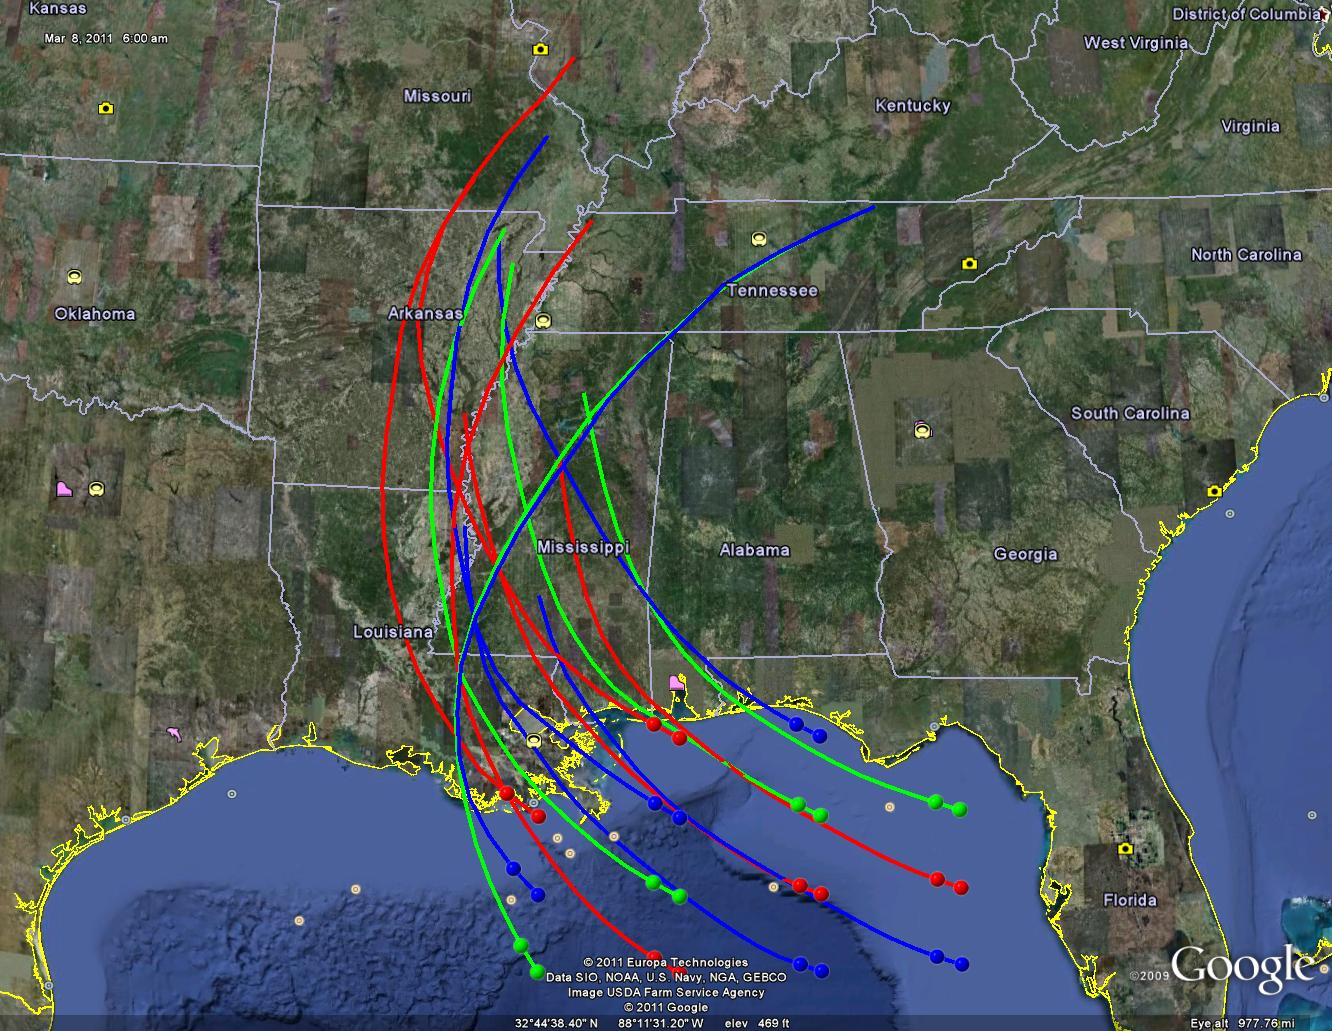 Kansas
District of Columbia
Mar 8, 2011 6:00 am
West Virginia
Missouri
Kentucky
Virginia
North Carolina
Oklahoma
Arkansas
Tennessee
South Carolina
Mississippi
Alabama
Georgia
Louisiana
Florida
© 2011 Europa Technologies
Data SIO, NOAA, U.S. Navy, NGA, GEBCO
Image USDA Farm Service Agency
© 2011 Google
©2009 Google
32°44'38.40" N 88°11'31.20" W elev 469 ft
Eye alt 977.76 mi